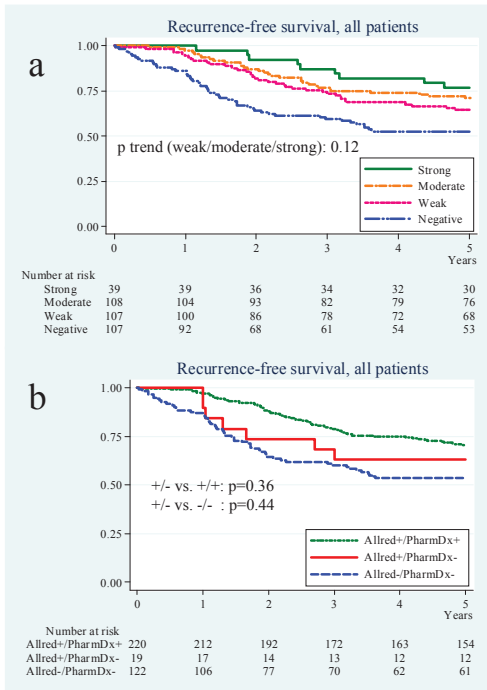 Recurrence-free survival, all patients
a
1.00
0.75
0.50
0.25
0.00
p trend (weak/moderate/strong): 0.12
Strong
Moderate
Weak
Negative
0 1 2 3 4 5
Years
Number at risk
Strong 39 39 36 34 32 30
Moderate 108 104 93 82 79 76
Weak 107 100 86 78 72 68
Negative 107 92 68 61 54 53
Recurrence-free survival, all patients
b
1.00
0.75
0.50
0.25
0.00
+/- vs. +/+: p=0.36
+/- vs. -/- : p=0.44
Allred+/PharmDx+
Allred+/PharmDx-
Allred-/PharmDx-
0 1 2 3 4 5
Years
Number at risk
Allred+/PharmDx+ 220 212 192 172 163 154
Allred+/PharmDx- 19 17 14 13 12 12
Allred-/PharmDx- 122 106 77 70 62 61